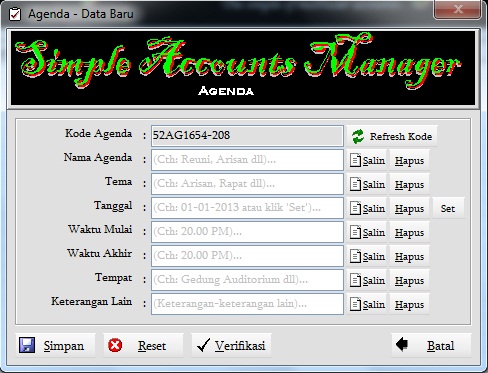 Agenda - Data Baru
Simple Accounts Manager
AGENDA
Kode Agenda : 52AG1654-208 Refresh Kode
Nama Agenda : (Cth: Reuni, Arisan dll)... Salin Hapus
Tema : (Cth: Arisan, Rapat dll)... Salin Hapus
Tanggal : (Cth: 01-01-2013 atau klik 'Set')... Salin Hapus Set
Waktu Mulai : (Cth: 20.00 PM)... Salin Hapus
Waktu Akhir : (Cth: 20.00 PM)... Salin Hapus
Tempat : (Cth: Gedung Auditorium dll)... Salin Hapus
Keterangan Lain : (Keterangan-keterangan lain)... Salin Hapus
Simpan Reset Verifikasi Batal